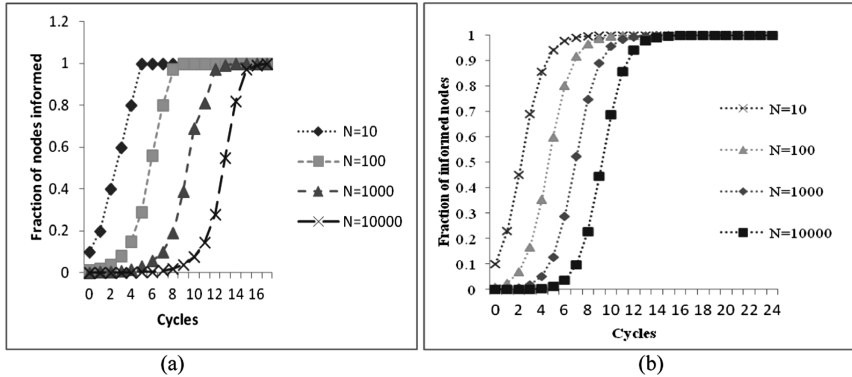 Fraction of nodes informed
1.2
1
0.8
0.6
0.4
0.2
0
0 2 4 6 8 10 12 14 16
Cycles
N=10
N=100
N=1000
N=10000
(a)
Fraction of informed nodes
1
0.9
0.8
0.7
0.6
0.5
0.4
0.3
0.2
0.1
0
0 2 4 6 8 10 12 14 16 18 20 22 24
Cycles
N=10
N=100
N=1000
N=10000
(b)